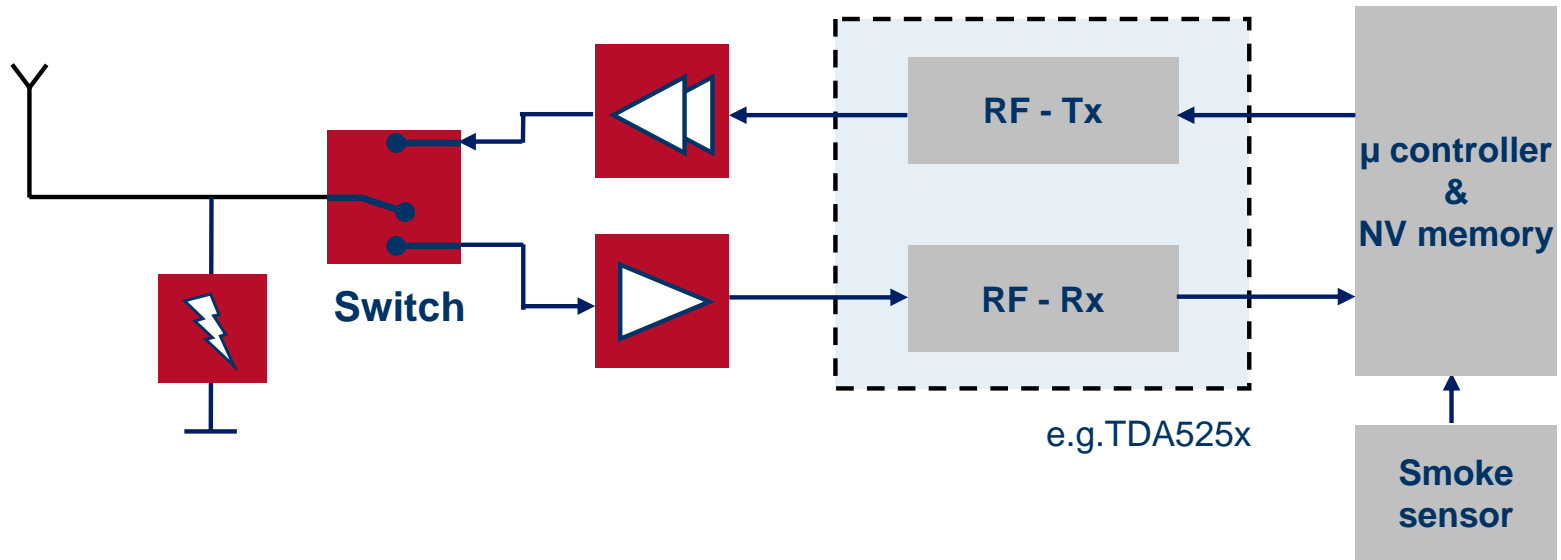 RF - Tx
µ controller
&
NV memory
Switch
RF - Rx
e.g.TDA525x
Smoke
sensor